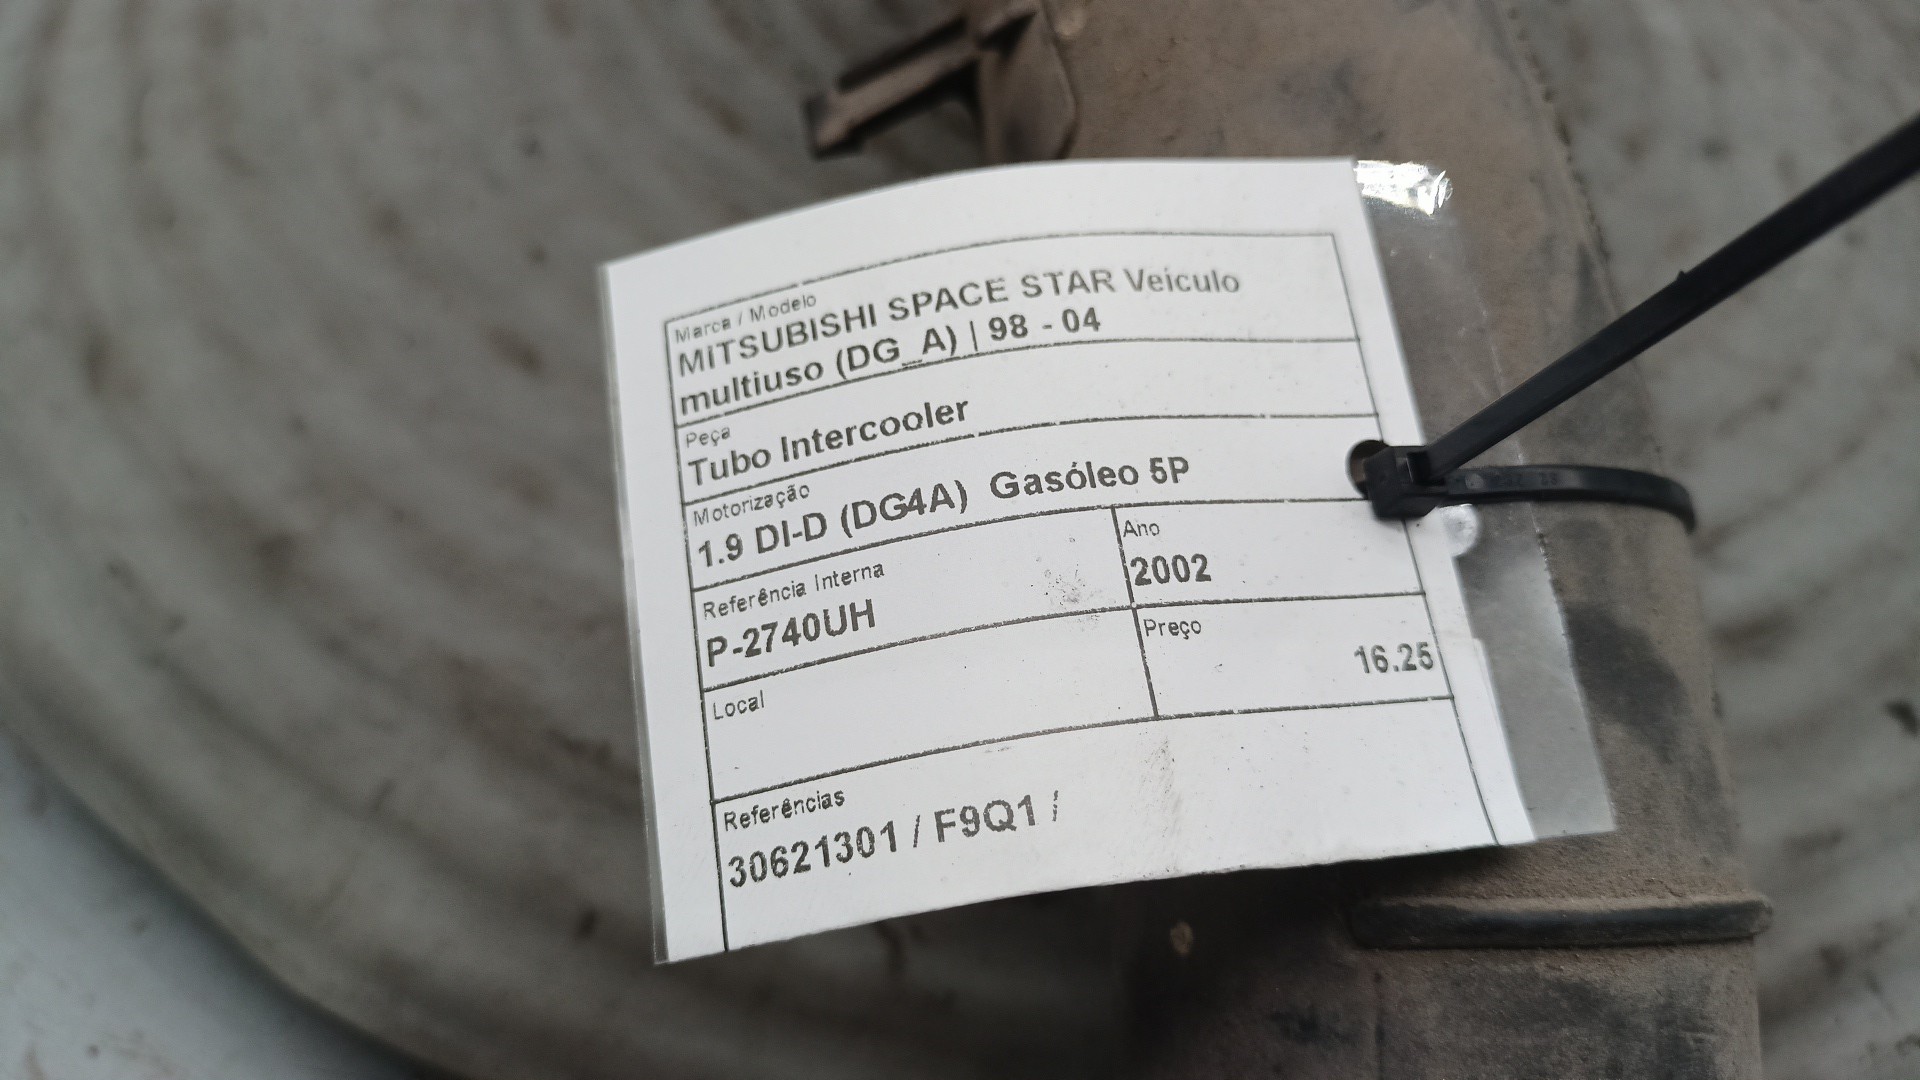 Marca / Modelo
MITSUBISHI SPACE STAR Veículo
multiuso (DG_A) | 98 - 04
Peça
Tubo Intercooler
Motorização
1.9 DI-D (DG4A) Gasóleo 5P
Referência Interna
P-2740UH
Ano
2002
Local
Preço
16.25
Referências
30621301 / F9Q1 /